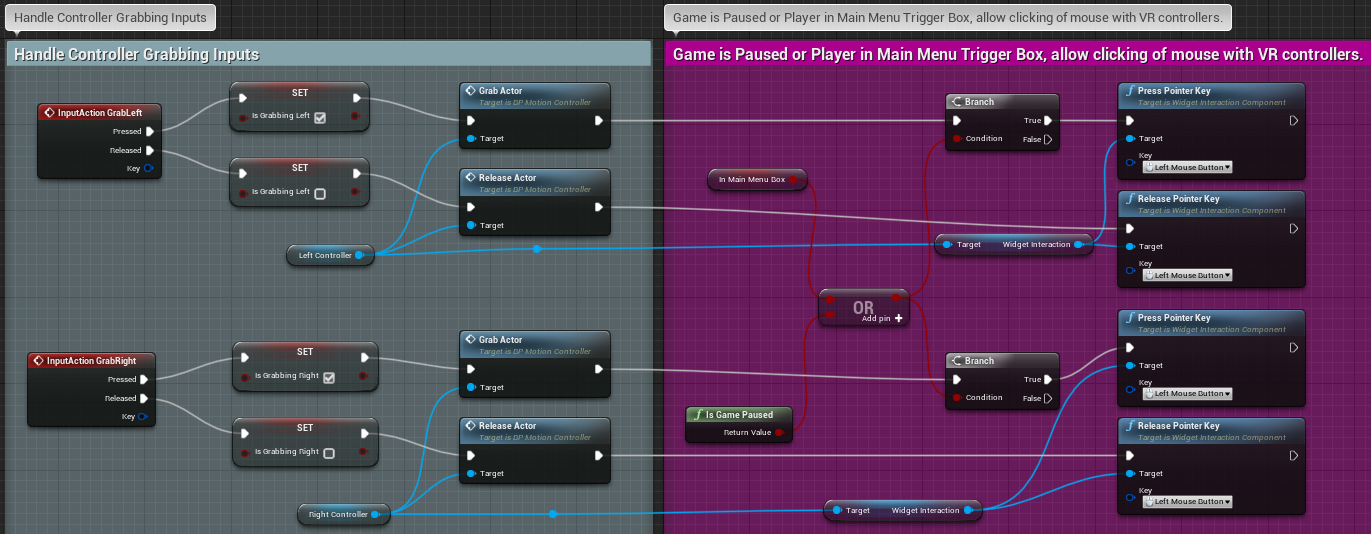 Handle Controller Grabbing Inputs
Game is Paused or Player in Main Menu Trigger Box, allow clicking of mouse with VR controllers.
Handle Controller Grabbing Inputs
Game is Paused or Player in Main Menu Trigger Box, allow clicking of mouse with VR controllers.
InputAction GrabLeft
Pressed
Released
Key
SET
Is Grabbing Left
SET
Is Grabbing Left
Left Controller
Grab Actor
Target is BP Motion Controller
Target
Release Actor
Target is BP Motion Controller
Target
InputAction GrabRight
Pressed
Released
Key
SET
Is Grabbing Right
SET
Is Grabbing Right
Right Controller
Grab Actor
Target is BP Motion Controller
Target
Release Actor
Target is BP Motion Controller
Target
In Main Menu Box
OR
Add pin
Is Game Paused
Return Value
Branch
True
Condition
False
Target Widget Interaction
Branch
True
Condition
False
Target Widget Interaction
Press Pointer Key
Target is Widget Interaction Component
Target
Key
Left Mouse Button
Release Pointer Key
Target is Widget Interaction Component
Target
Key
Left Mouse Button
Press Pointer Key
Target is Widget Interaction Component
Target
Key
Left Mouse Button
Release Pointer Key
Target is Widget Interaction Component
Target
Key
Left Mouse Button